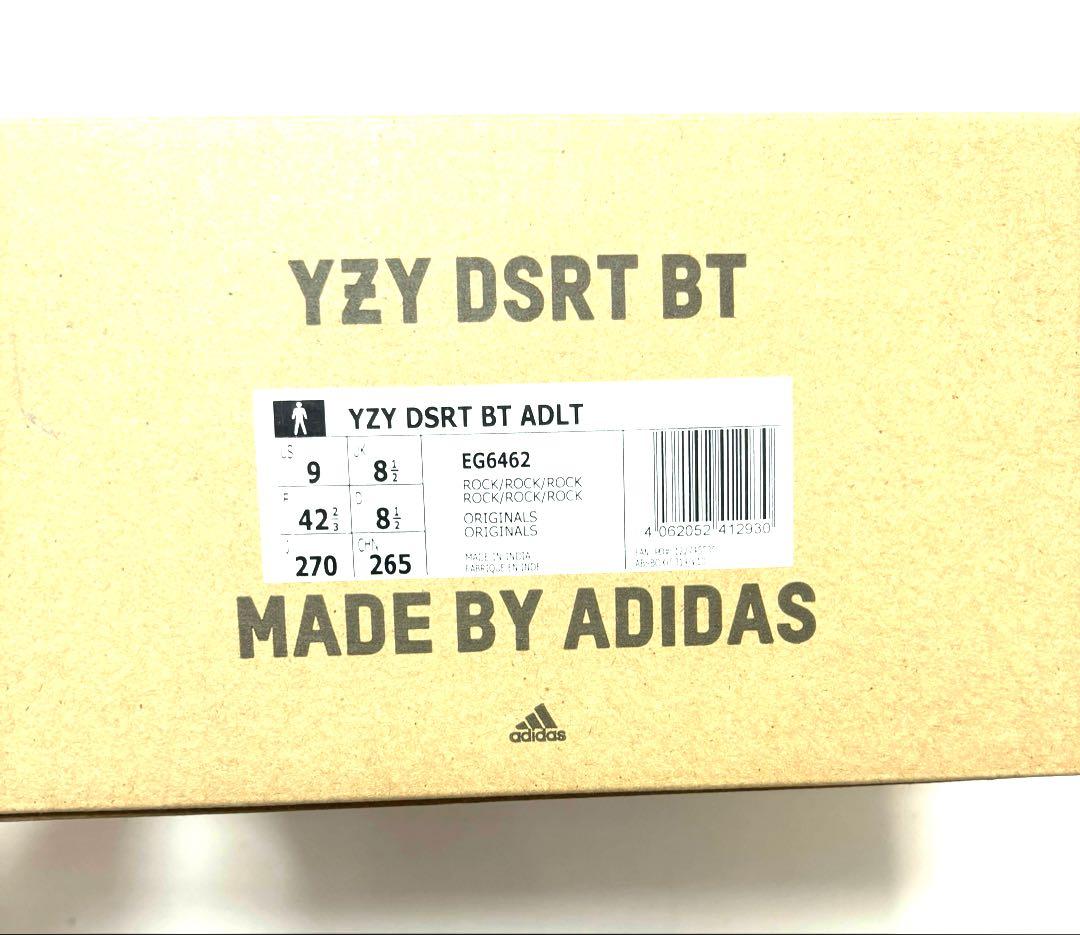 YZY DSRT BT
YZY DSRT BT ADLT
US 9 UK 8½
F 42⅔ D 8½
J 270 CHN 265
EG6462
ROCK/ROCK/ROCK
ROCK/ROCK/ROCK
ORIGINALS
ORIGINALS
MADE IN INDIA
FABRIQUE EN INDE
4 062052 412930
MADE BY ADIDAS
adidas